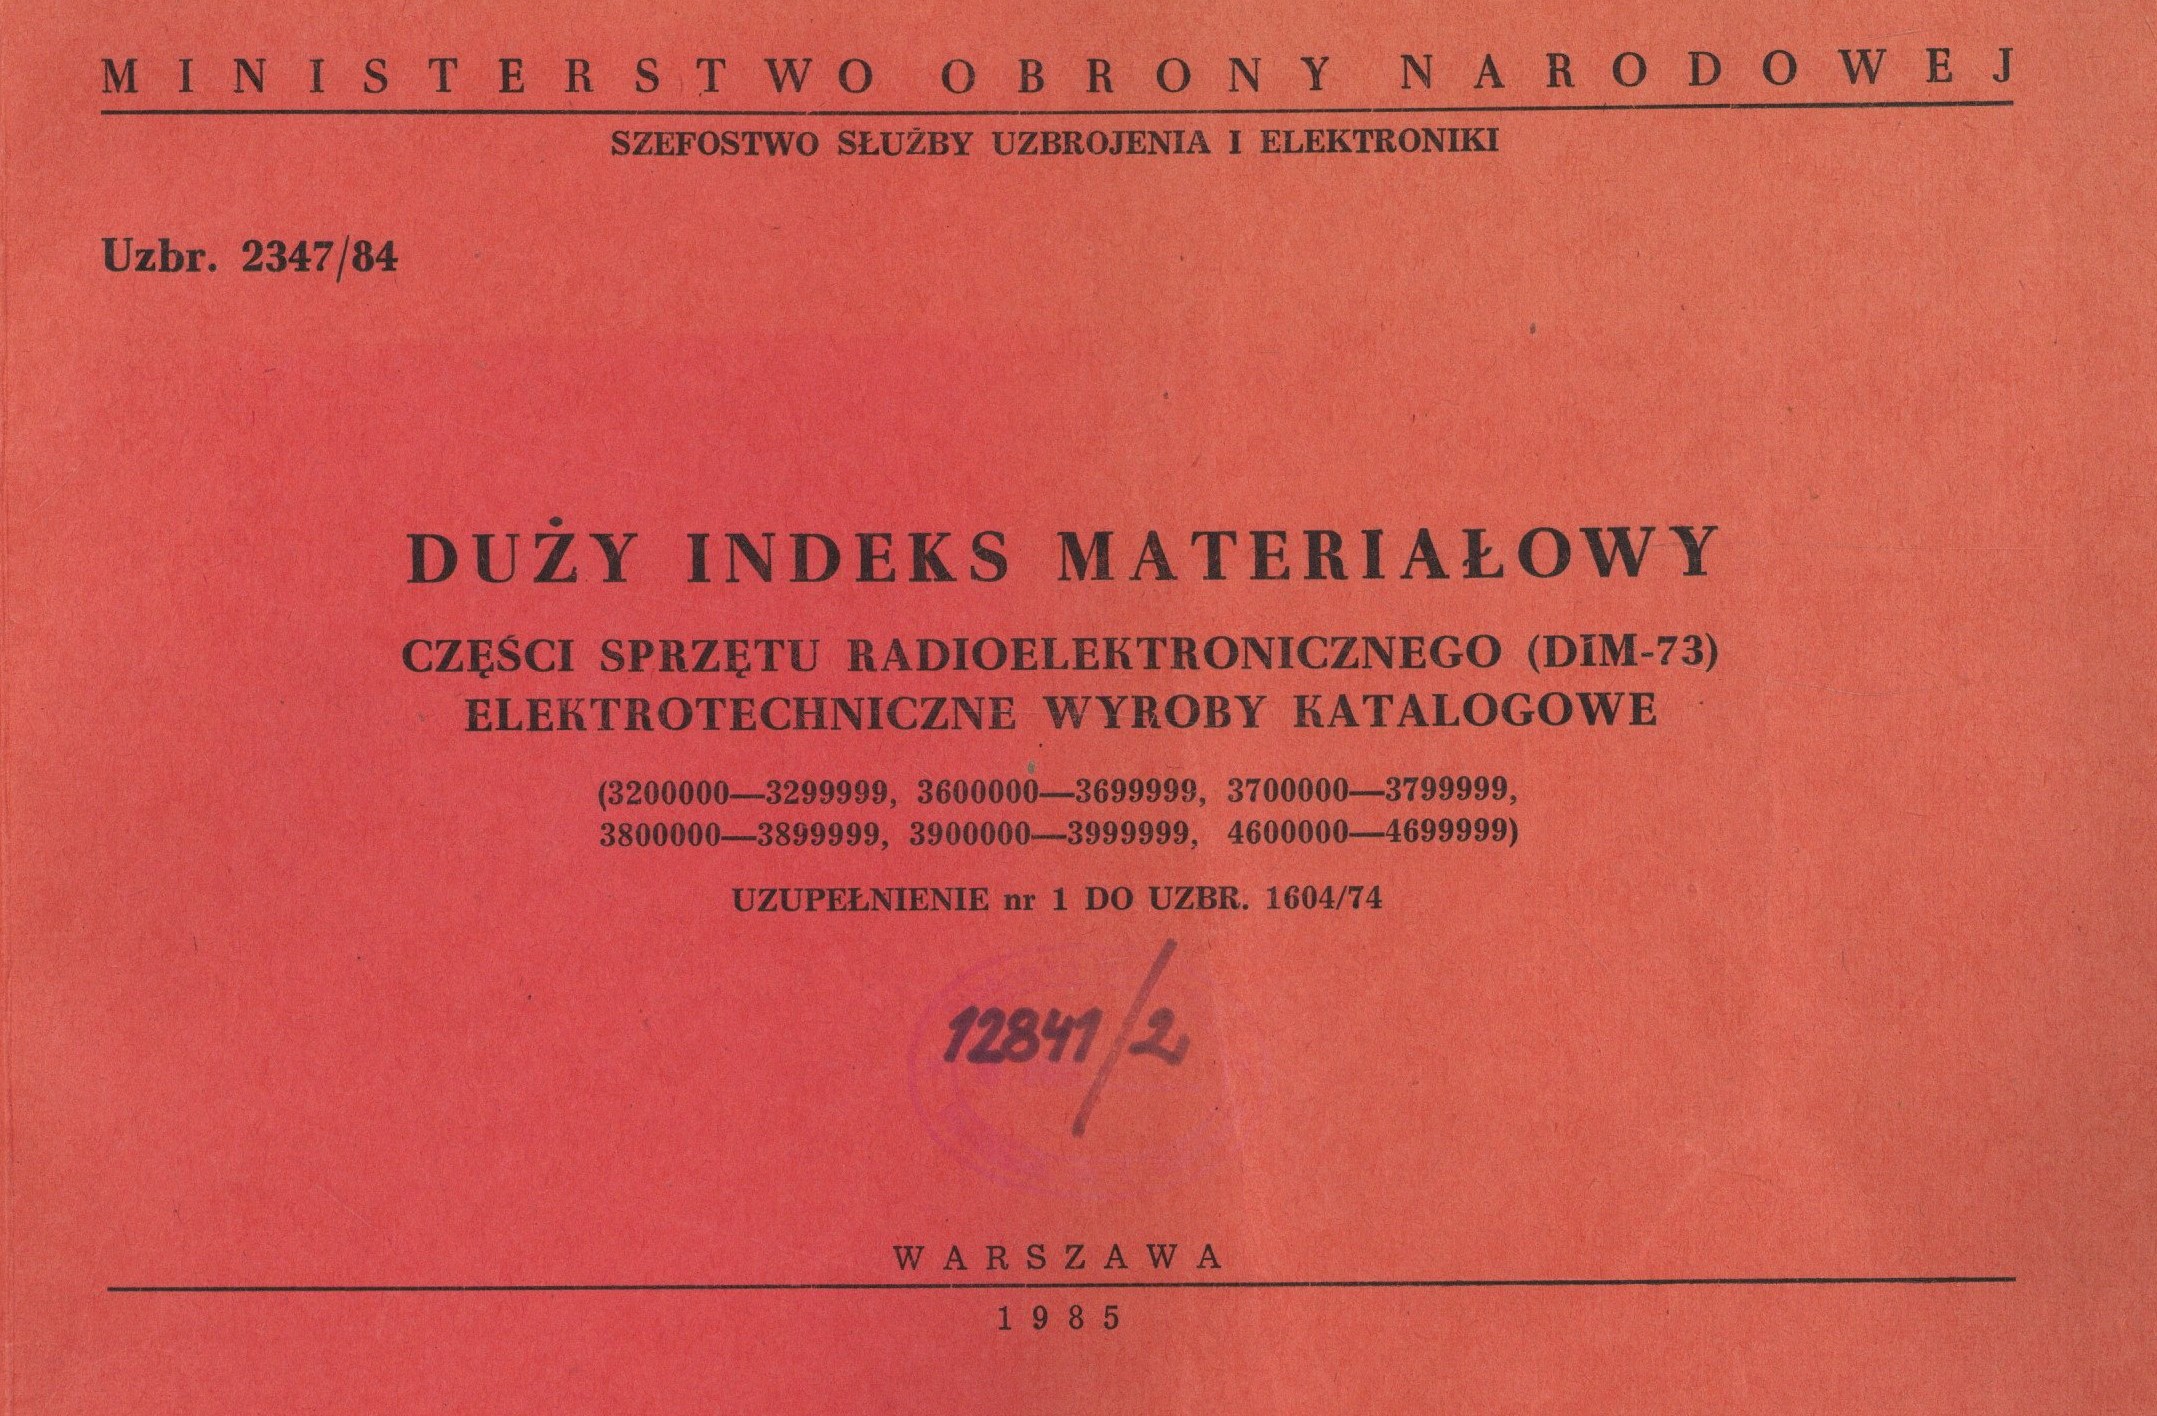 MINISTERSTWO OBRONY NARODOWEJ
SZEFOSTWO SŁUŻBY UZBROJENIA I ELEKTRONIKI
Uzbr. 2347/84
DUŻY INDEKS MATERIAŁOWY
CZĘŚCI SPRZĘTU RADIOELEKTRONICZNEGO (DIM-73)
ELEKTROTECHNICZNE WYROBY KATALOGOWE
(3200000—3299999, 3600000—3699999, 3700000—3799999,
3800000—3899999, 3900000—3999999, 4600000—4699999)
UZUPEŁNIENIE nr 1 DO UZBR. 1604/74
12841/2
WARSZAWA
1985